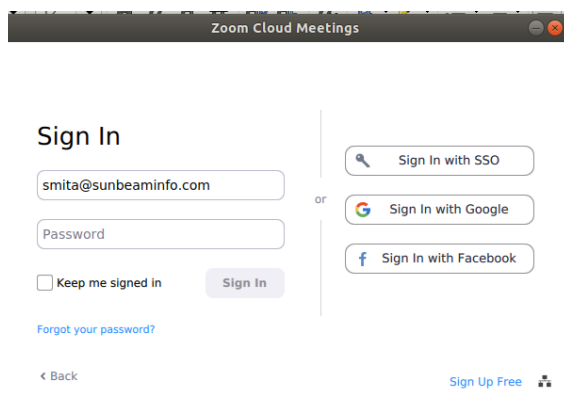 Zoom Cloud Meetings
Sign In
smita@sunbeaminfo.com
Password
Keep me signed in
Sign In
Forgot your password?
or
Sign In with SSO
Sign In with Google
Sign In with Facebook
< Back
Sign Up Free